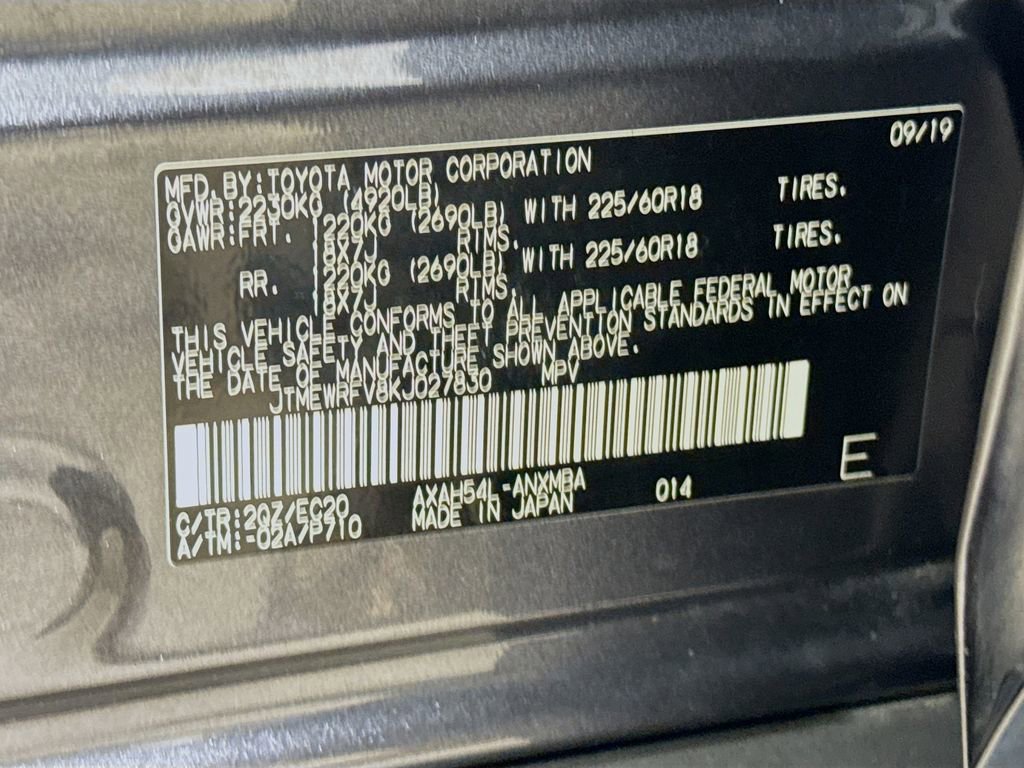 09/19
MFD. BY: TOYOTA MOTOR CORPORATION
GVWR: 2230KG (4920LB)
GAWR: FRT. 1220KG (2690LB) WITH 225/60R18 TIRES.
18X7J RIMS.
RR. 1220KG (2690LB) WITH 225/60R18 TIRES.
18X7J RIMS.
THIS VEHICLE CONFORMS TO ALL APPLICABLE FEDERAL MOTOR
VEHICLE SAFETY AND THEFT PREVENTION STANDARDS IN EFFECT ON
THE DATE OF MANUFACTURE SHOWN ABOVE.
JTMEWRFV8KJ027830 MPV
E
C/TR: 2QZ/EC20 AXAH54L-ANXMBA 014
A/TM: -02A/P710 MADE IN JAPAN